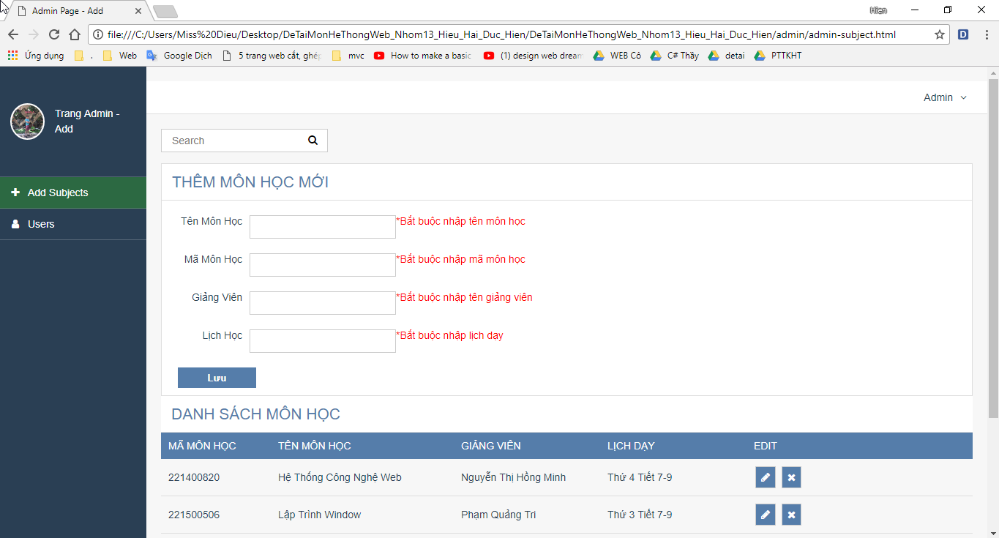 Admin Page - Add
Hien
file:///C:/Users/Miss%20Dieu/Desktop/DeTaiMonHeThongWeb_Nhom13_Hieu_Hai_Duc_Hien/DeTaiMonHeThongWeb_Nhom13_Hieu_Hai_Duc_Hien/admin/admin-subject.html
D
Ứng dụng . Web Google Dịch 5 trang web cắt, ghép mvc How to make a basic (1) design web dream WEB Cô C# Thầy detai PTTKHT
Trang Admin -
Add
Add Subjects
Users
Admin
Search
THÊM MÔN HỌC MỚI
Tên Môn Học *Bắt buộc nhập tên môn học
Mã Môn Học *Bắt buộc nhập mã môn học
Giảng Viên *Bắt buộc nhập tên giảng viên
Lịch Học *Bắt buộc nhập lịch dạy
Lưu
DANH SÁCH MÔN HỌC
MÃ MÔN HỌC TÊN MÔN HỌC GIẢNG VIÊN LỊCH DẠY EDIT
221400820 Hệ Thống Công Nghệ Web Nguyễn Thị Hồng Minh Thứ 4 Tiết 7-9
221500506 Lập Trình Window Phạm Quảng Tri Thứ 3 Tiết 7-9